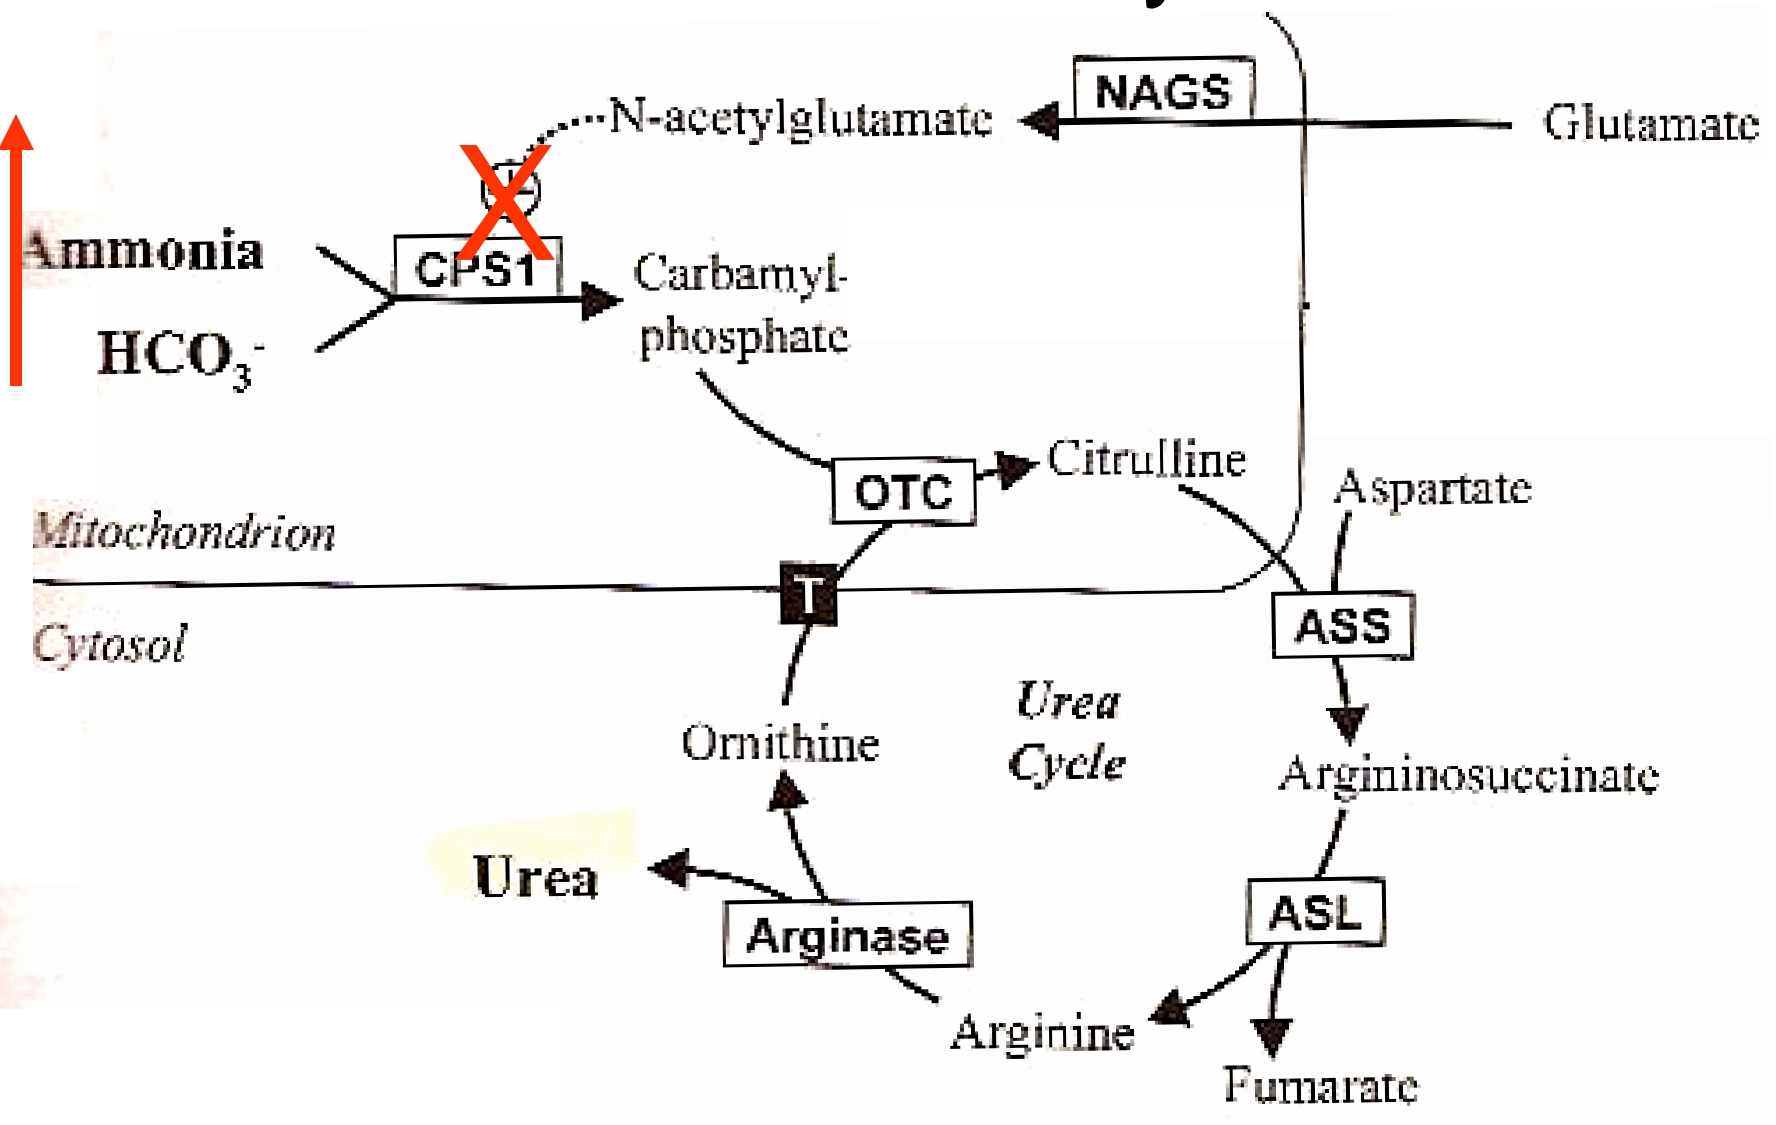 NAGS
N-acetylglutamate
Glutamate
+
X
Ammonia
CPS1
Carbamyl-
phosphate
HCO3-
OTC
Citrulline
Aspartate
Mitochondrion
T
Cytosol
ASS
Urea
Cycle
Ornithine
Argininosuccinate
Urea
Arginase
ASL
Arginine
Fumarate